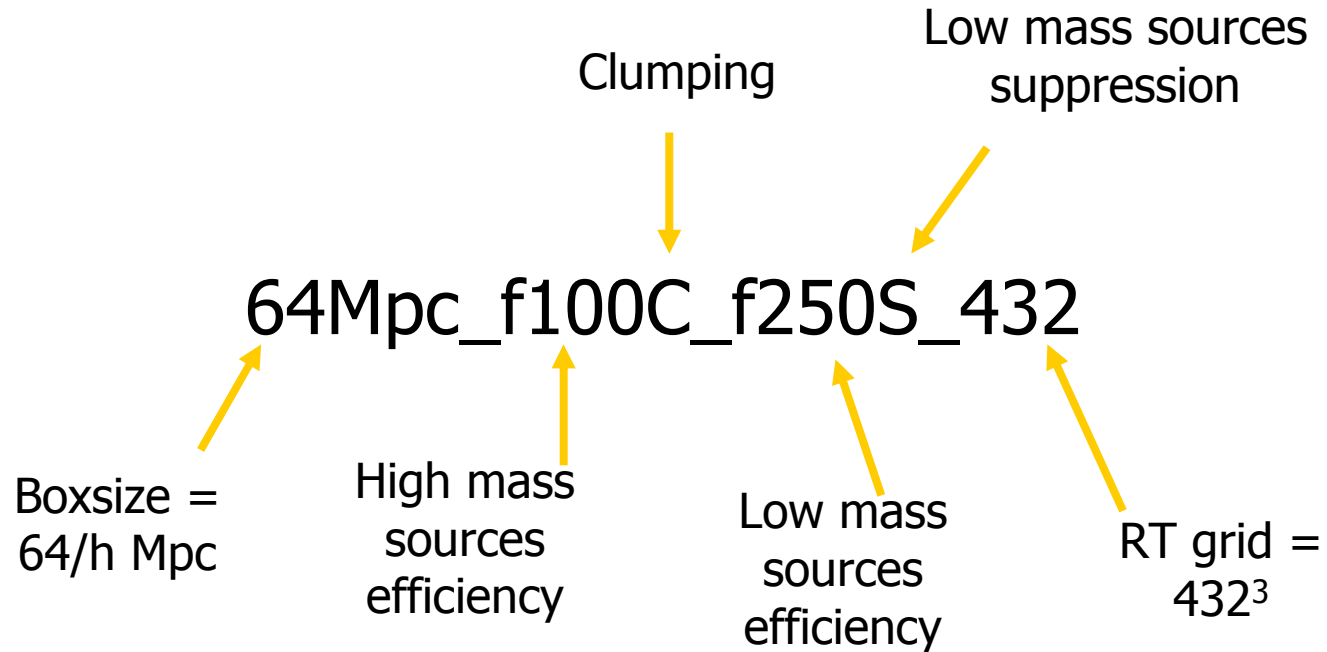 Low mass sources
suppression
Clumping
64Mpc_f100C_f250S_432
Boxsize =
64/h Mpc
High mass
sources
efficiency
Low mass
sources
efficiency
RT grid =
432³